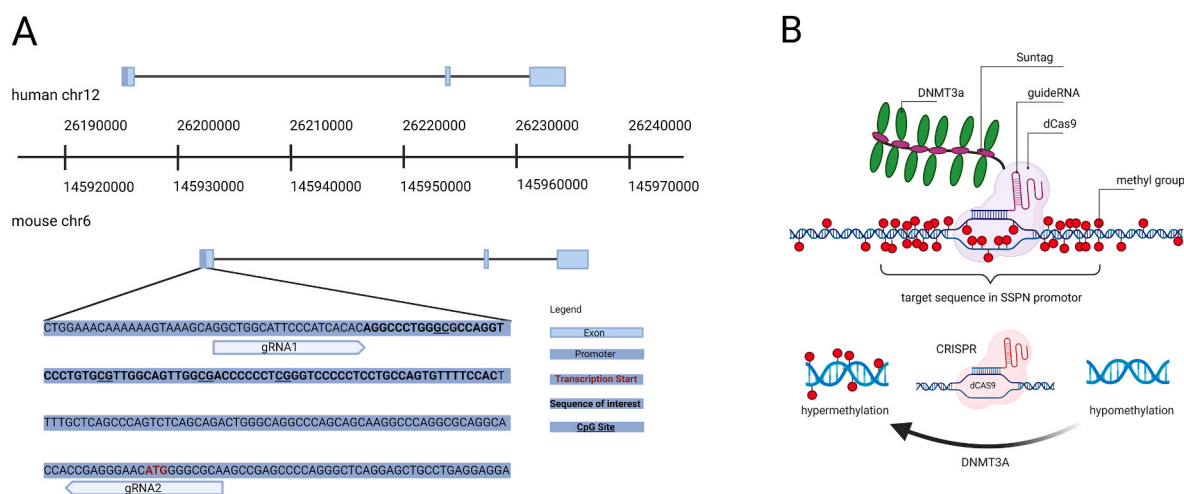 A
human chr12
26190000 26200000 26210000 26220000 26230000 26240000
145920000 145930000 145940000 145950000 145960000 145970000
mouse chr6
CTGGAAACAAAAAAGTAAAGCAGGCTGGCATTCCCATCACACAGGCCCTGGGCGCCAGGT
gRNA1
CCCTGTGCGTTGGCAGTTGGCGACCCCCCTCGGGTCCCCCTCCTGCCAGTGTTTTCCACT
TTTGCTCAGCCCAGTCTCAGCAGACTGGGCAGGCCCAGCAGCAAGGCCCAGGCGCAGGCA
CCACCGAGGGAACATGGGGCGCAAGCCGAGCCCCAGGGCTCAGGAGCTGCCTGAGGAGGA
gRNA2
Legend
Exon
Promoter
Transcription Start
Sequence of interest
CpG Site
B
Suntag
DNMT3a
guideRNA
dCas9
methyl group
target sequence in SSPN promotor
CRISPR
dCAS9
hypermethylation
hypomethylation
DNMT3A